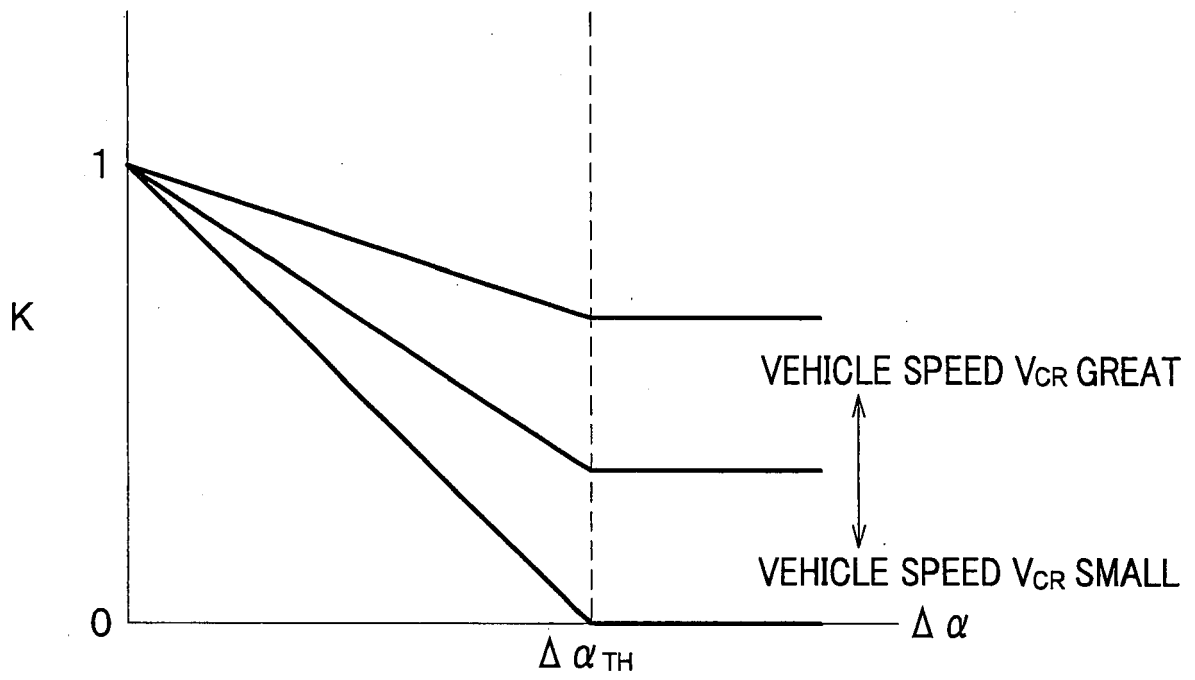 1
K
VEHICLE SPEED VCR GREAT
VEHICLE SPEED VCR SMALL
0
Δα
ΔαTH